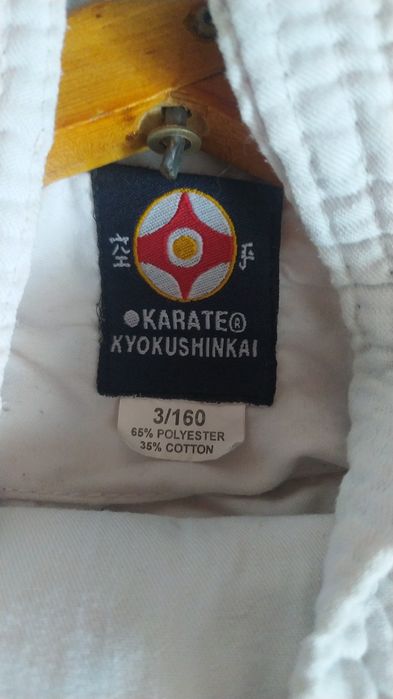 空 手
●KARATE®
KYOKUSHINKAI
3/160
65% POLYESTER
35% COTTON